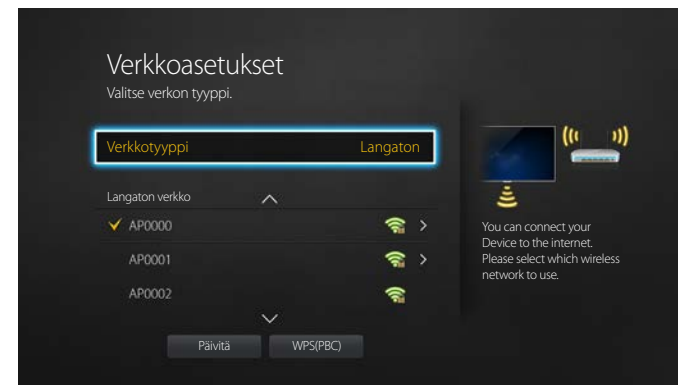 Verkkoasetukset
Valitse verkon tyyppi.
Verkkotyyppi Langaton
Langaton verkko
AP0000
AP0001
AP0002
Päivitä WPS(PBC)
You can connect your
Device to the internet.
Please select which wireless
network to use.